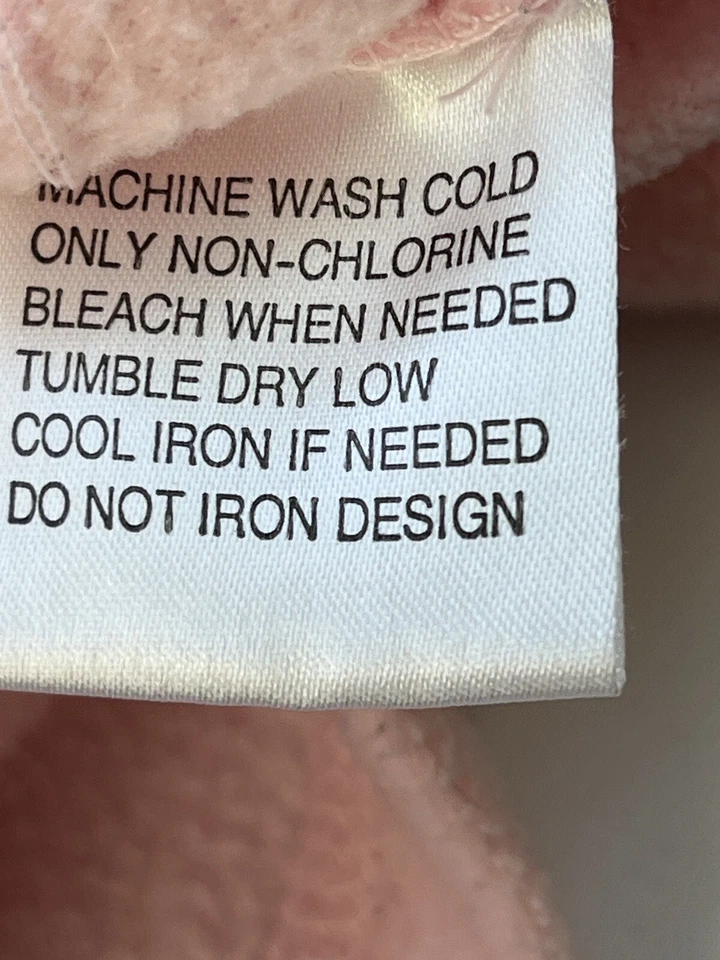 MACHINE WASH COLD
ONLY NON-CHLORINE
BLEACH WHEN NEEDED
TUMBLE DRY LOW
COOL IRON IF NEEDED
DO NOT IRON DESIGN